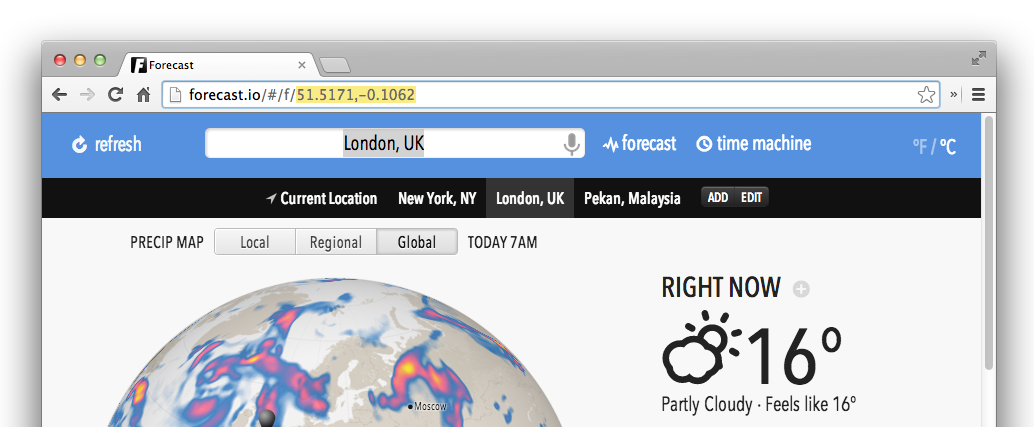 Forecast
forecast.io/#/f/51.5171,-0.1062
refresh London, UK forecast time machine °F / °C
Current Location New York, NY London, UK Pekan, Malaysia ADD EDIT
PRECIP MAP Local Regional Global TODAY 7AM
RIGHT NOW
16°
Partly Cloudy · Feels like 16°
Moscow